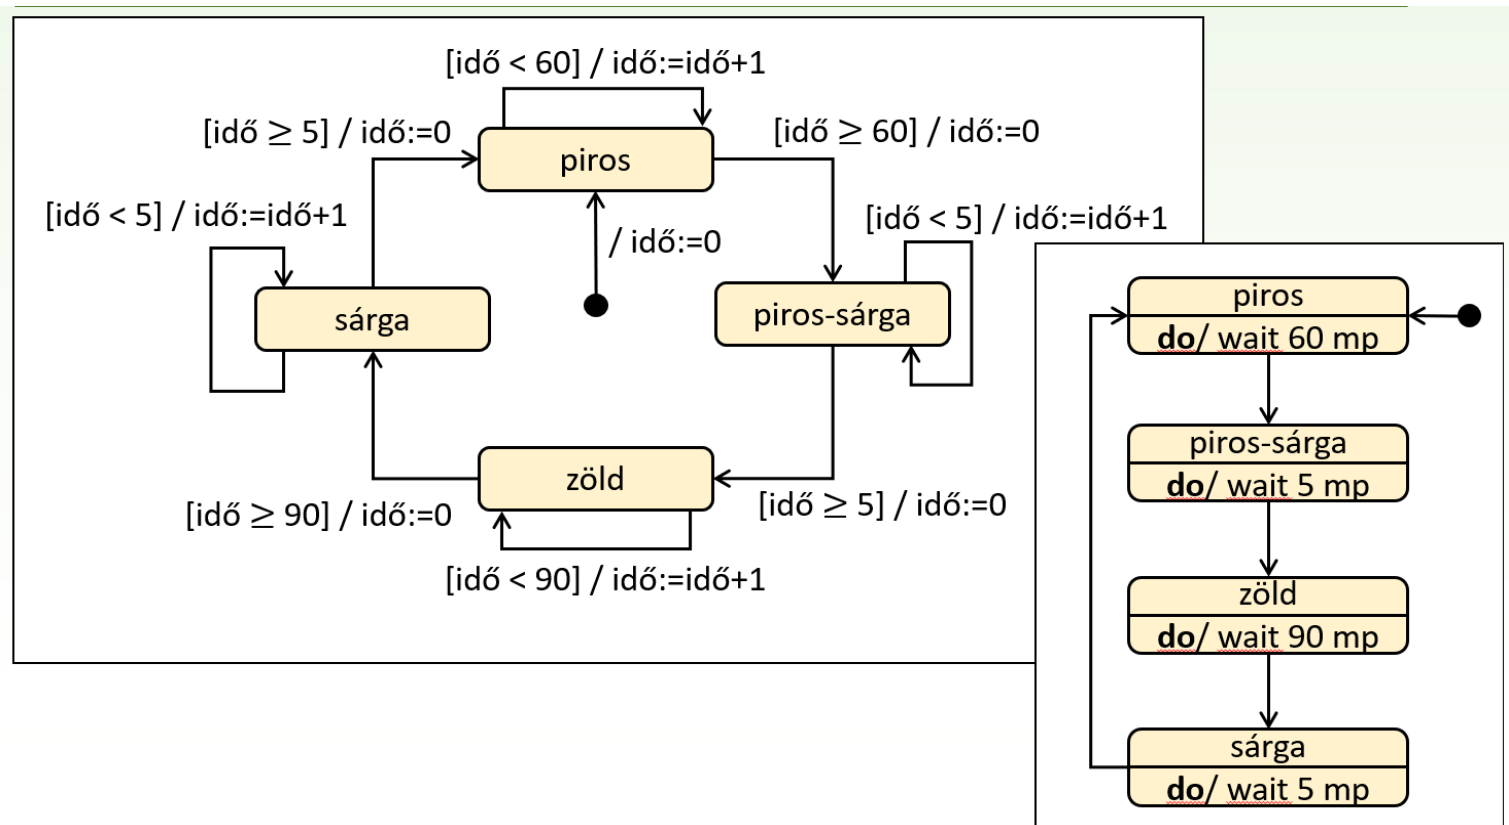 [idő < 60] / idő:=idő+1
[idő ≥ 5] / idő:=0
[idő ≥ 60] / idő:=0
piros
[idő < 5] / idő:=idő+1
[idő < 5] / idő:=idő+1
/ idő:=0
sárga
piros-sárga
zöld
[idő ≥ 90] / idő:=0
[idő ≥ 5] / idő:=0
[idő < 90] / idő:=idő+1
piros
do/ wait 60 mp
piros-sárga
do/ wait 5 mp
zöld
do/ wait 90 mp
sárga
do/ wait 5 mp